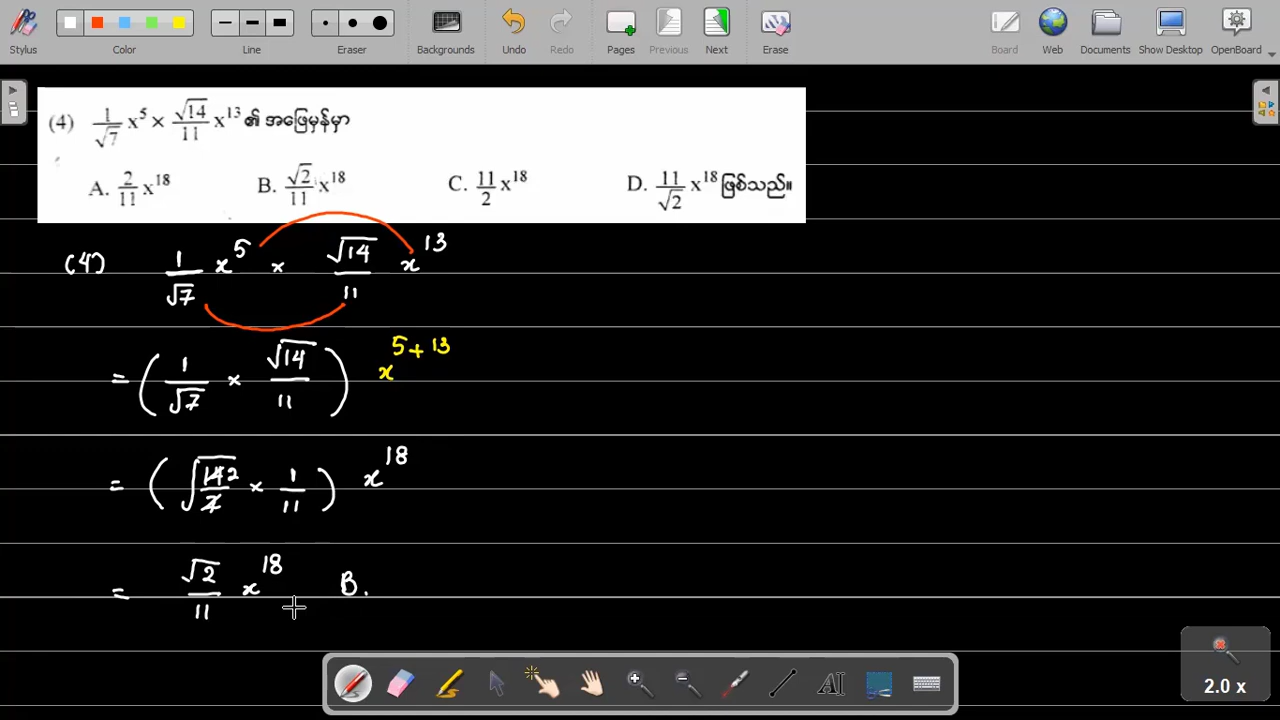 Stylus Color Line Eraser Backgrounds Undo Redo Pages Previous Next Erase Board Web Documents Show Desktop OpenBoard
(4) 1/√7 x⁵ × √14/11 x¹³ ၏ အဖြေမှန်မှာ
A. 2/11 x¹⁸ B. √2/11 x¹⁸ C. 11/2 x¹⁸ D. 11/√2 x¹⁸ ဖြစ်သည်။
(4) 1/√7 x⁵ × √14/11 x¹³
= (1/√7 × √14/11) x⁵⁺¹³
= (√14 2/7 × 1/11) x¹⁸
= √2/11 x¹⁸ B.
AI
2.0 x